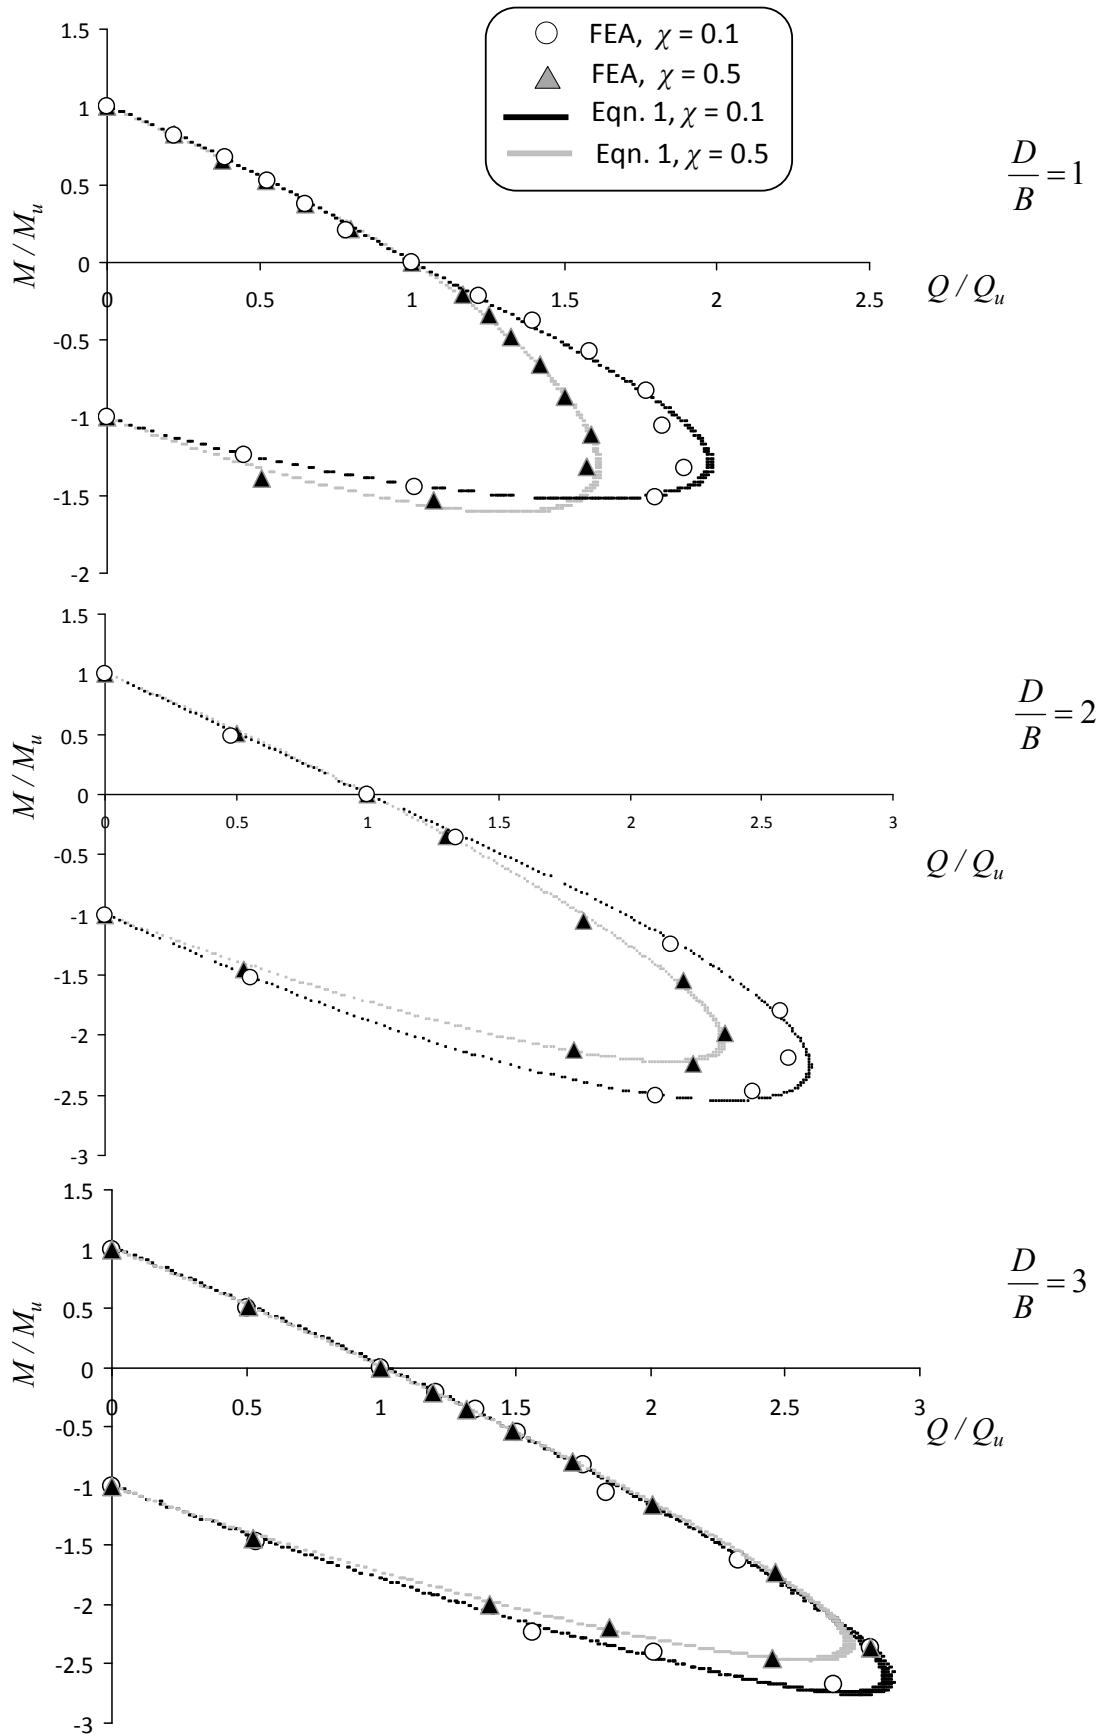 FEA, χ = 0.1
FEA, χ = 0.5
Eqn. 1, χ = 0.1
Eqn. 1, χ = 0.5
D/B = 1
M / Mu
1.5
1
0.5
0
-0.5
-1
-1.5
-2
0 0.5 1 1.5 2 2.5
Q / Qu
D/B = 2
M / Mu
1.5
1
0.5
0
-0.5
-1
-1.5
-2
-2.5
-3
0 0.5 1 1.5 2 2.5 3
Q / Qu
D/B = 3
M / Mu
1.5
1
0.5
0
-0.5
-1
-1.5
-2
-2.5
-3
0 0.5 1 1.5 2 2.5 3
Q / Qu